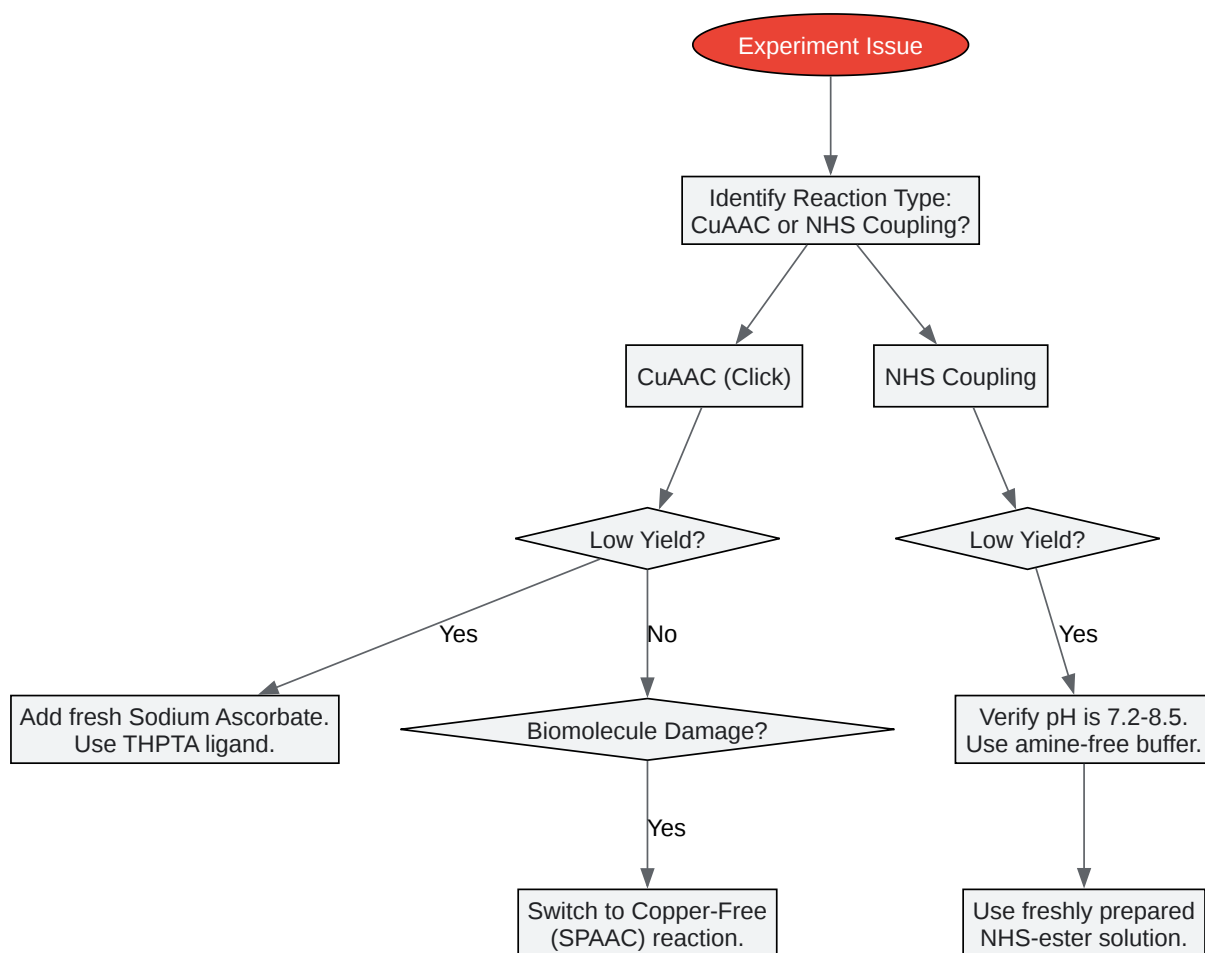 Experiment Issue
Identify Reaction Type:
CuAAC or NHS Coupling?
CuAAC (Click)
NHS Coupling
Low Yield?
Low Yield?
Yes
No
Yes
Add fresh Sodium Ascorbate.
Use THPTA ligand.
Biomolecule Damage?
Verify pH is 7.2-8.5.
Use amine-free buffer.
Yes
Switch to Copper-Free
(SPAAC) reaction.
Use freshly prepared
NHS-ester solution.